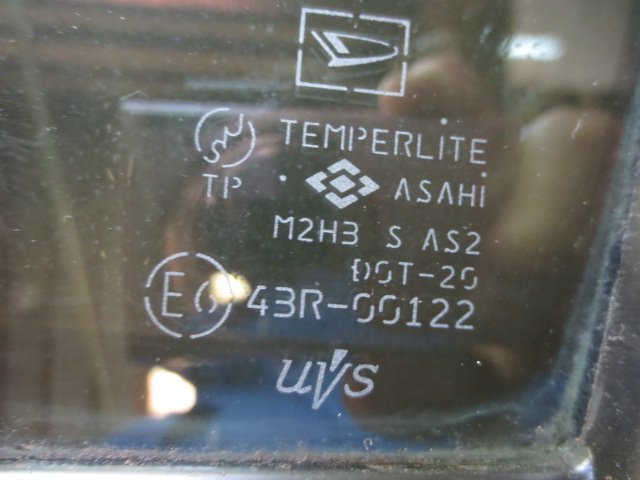 TEMPERLITE
TP · ASAHI
M2H3 S AS2
DOT-20
E 43R-00122
uVs